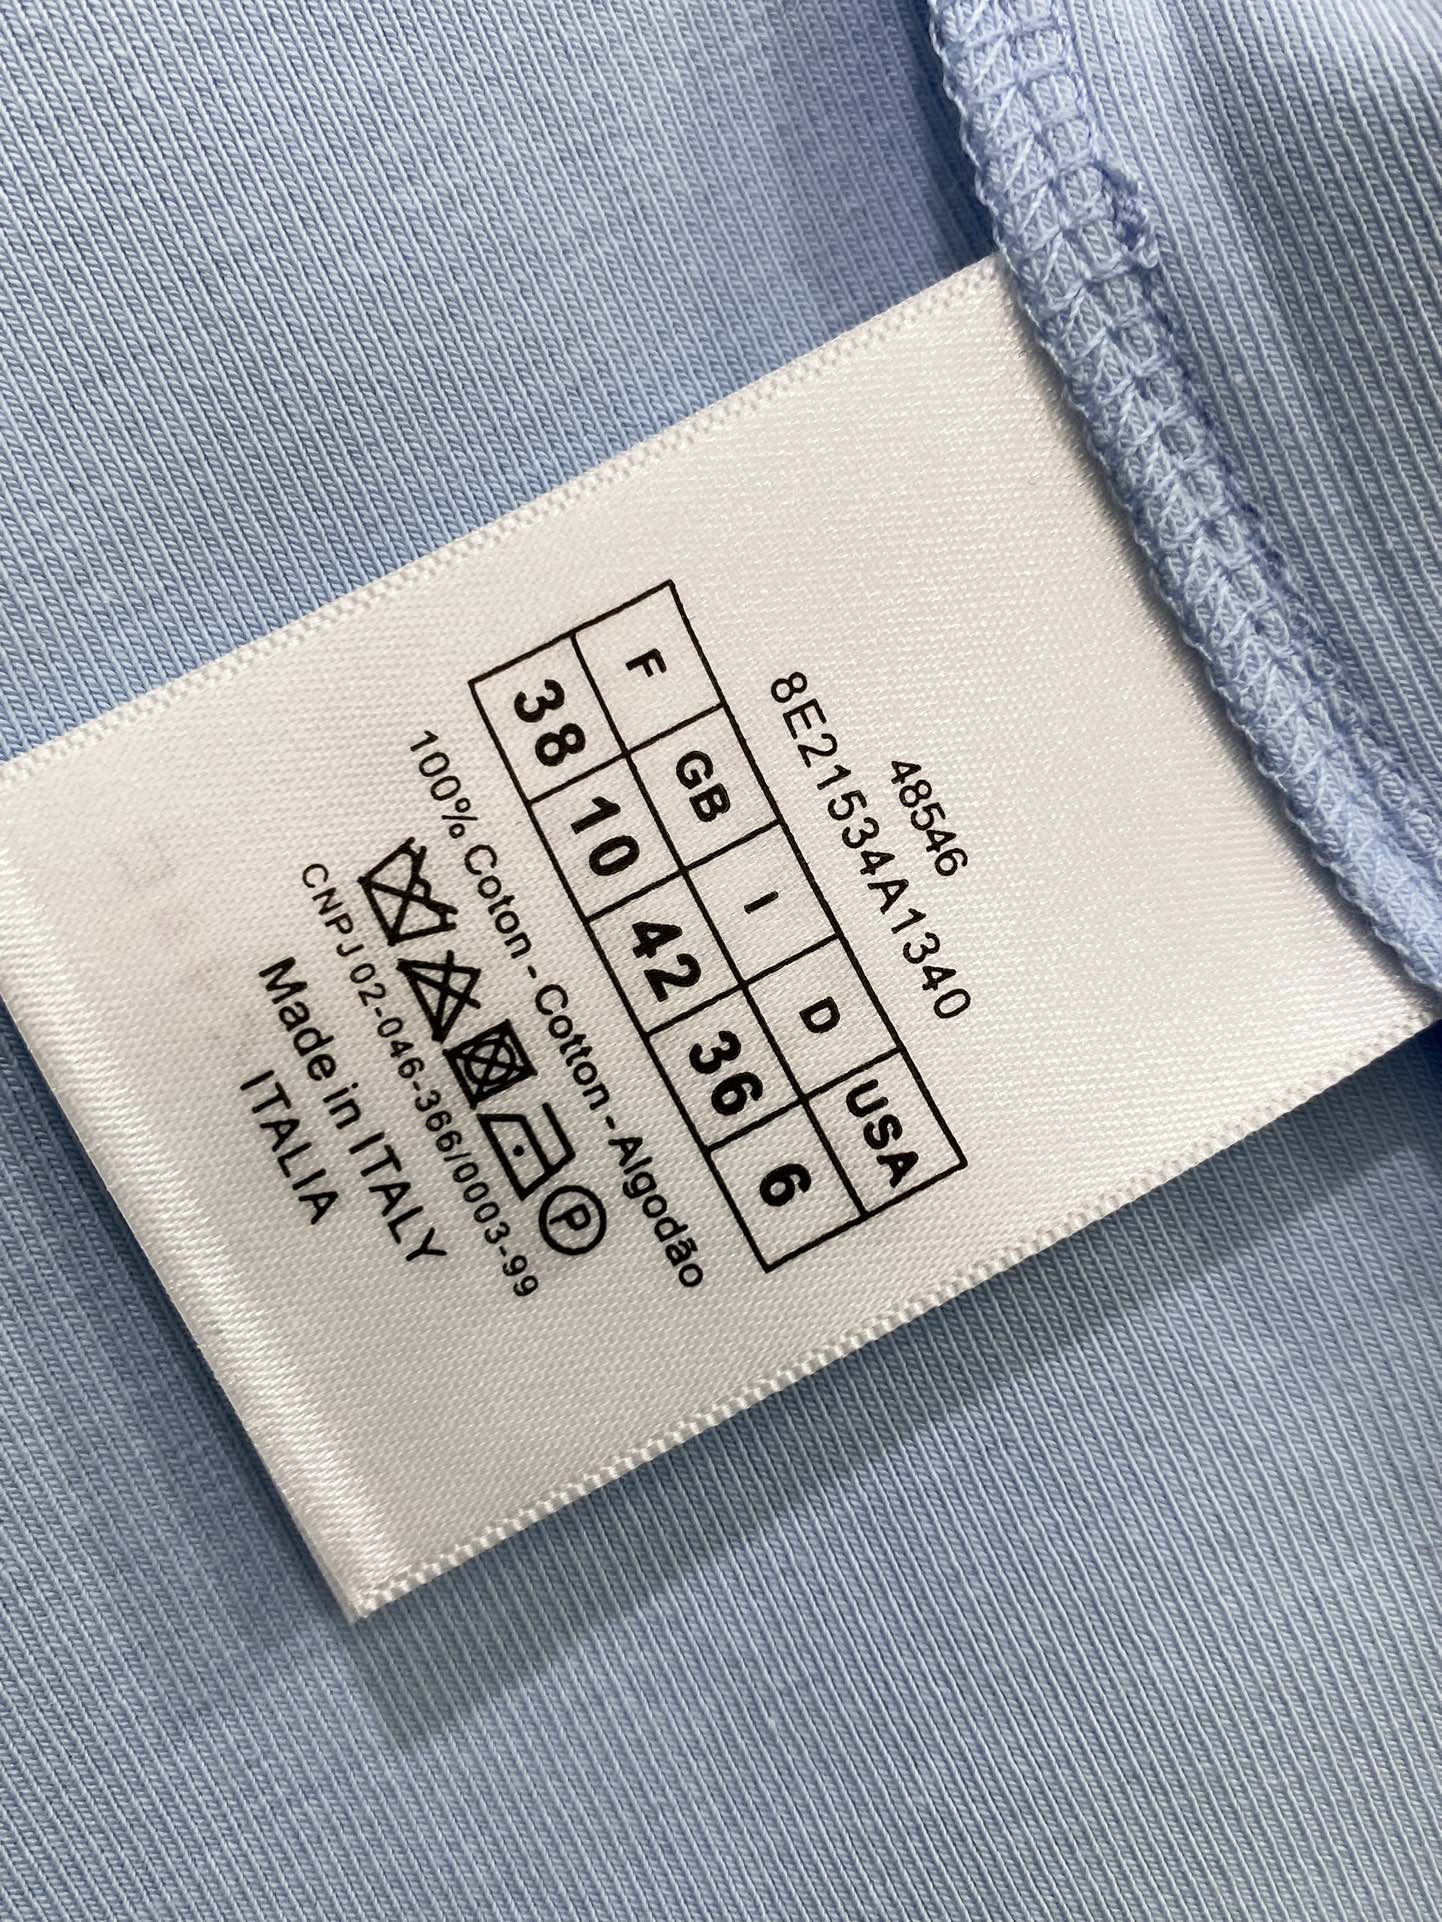 48546
8E21534A1340
F GB I D USA
38 10 42 36 6
100% Coton - Cotton - Algodão
P
CNPJ 02-046-366/0003-99
Made in ITALY
ITALIA